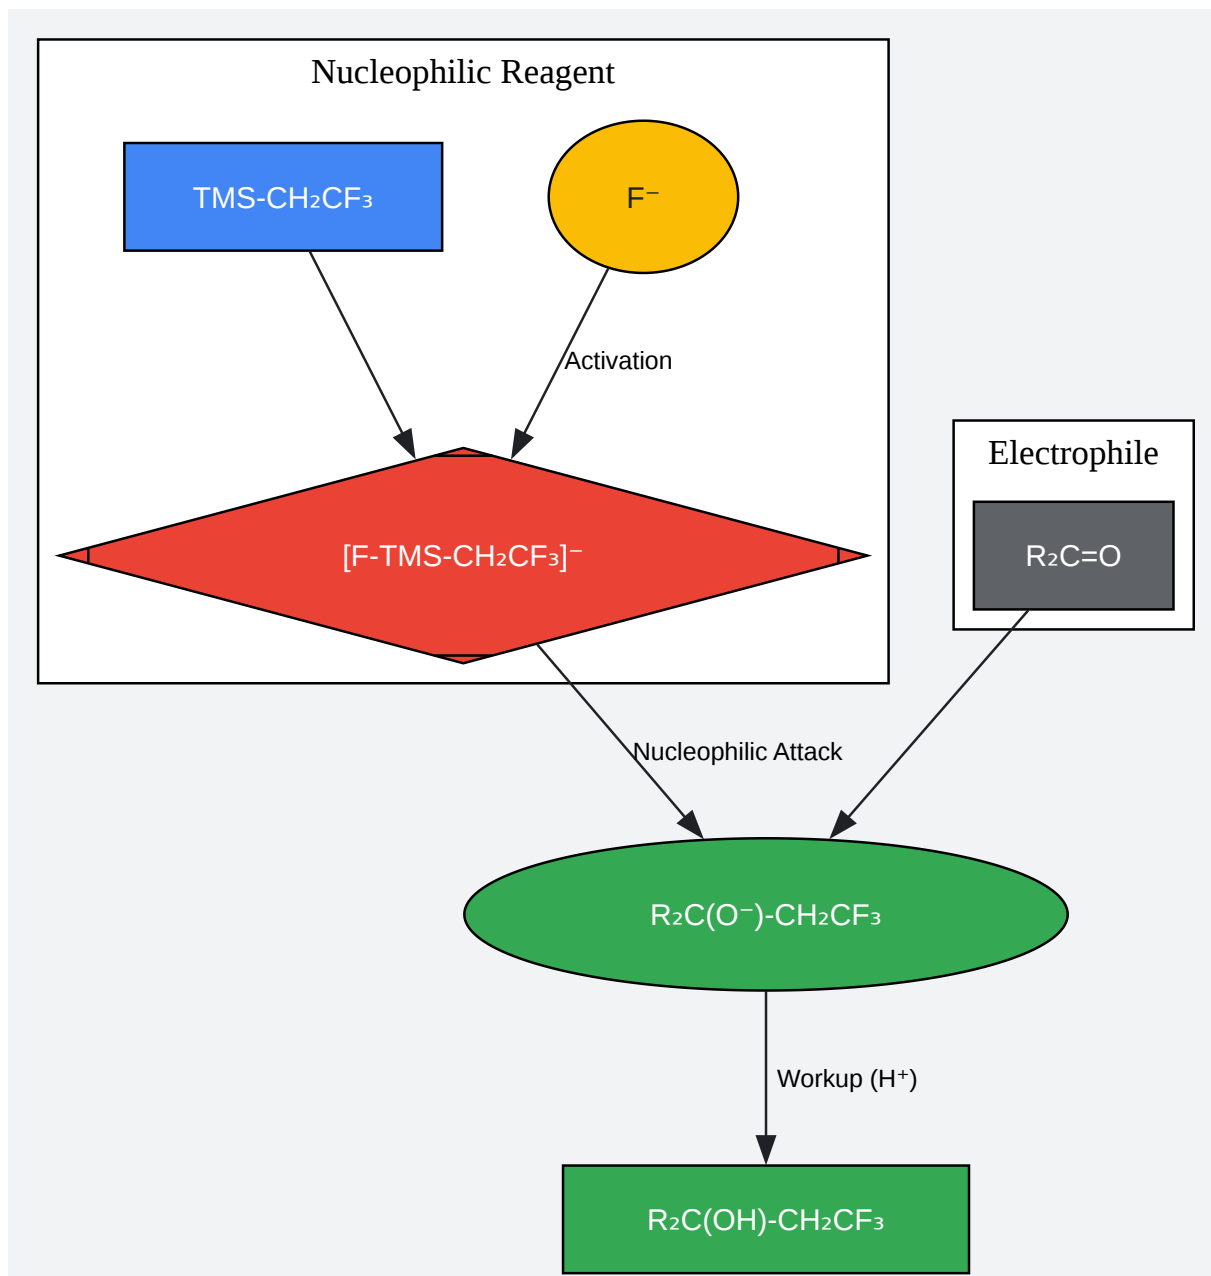 Nucleophilic Reagent
TMS-CH₂CF₃
F⁻
Activation
Electrophile
[F-TMS-CH₂CF₃]⁻
R₂C=O
Nucleophilic Attack
R₂C(O⁻)-CH₂CF₃
Workup (H⁺)
R₂C(OH)-CH₂CF₃